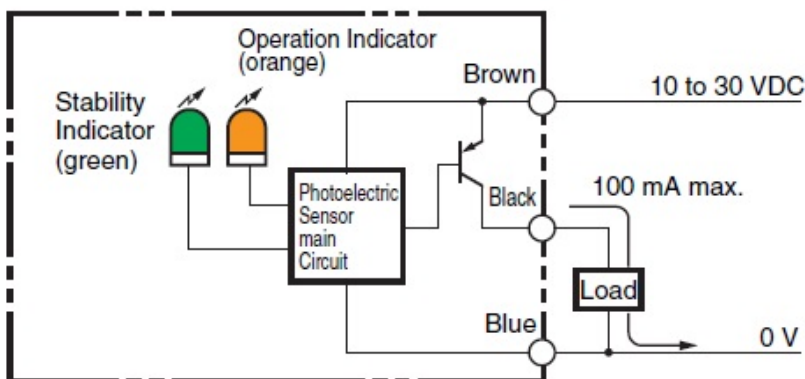 Operation Indicator
(orange)
Stability
Indicator
(green)
Brown
10 to 30 VDC
Photoelectric
Sensor
main
Circuit
Black
100 mA max.
Load
Blue
0 V